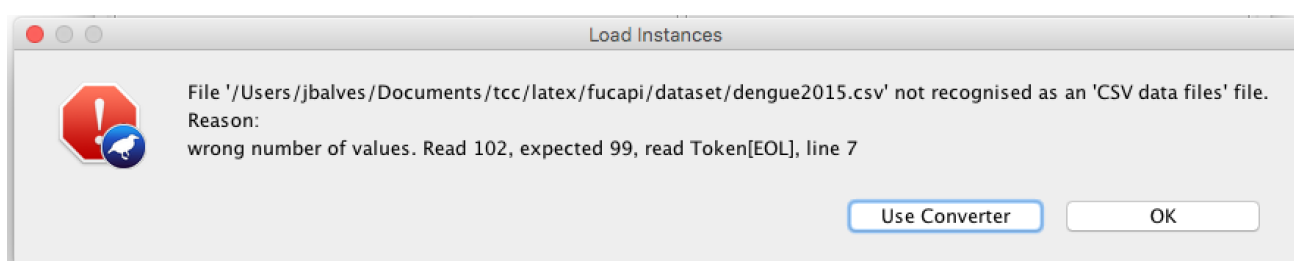 Load Instances
File '/Users/jbalves/Documents/tcc/latex/fucapi/dataset/dengue2015.csv' not recognised as an 'CSV data files' file.
Reason:
wrong number of values. Read 102, expected 99, read Token[EOL], line 7
Use Converter
OK